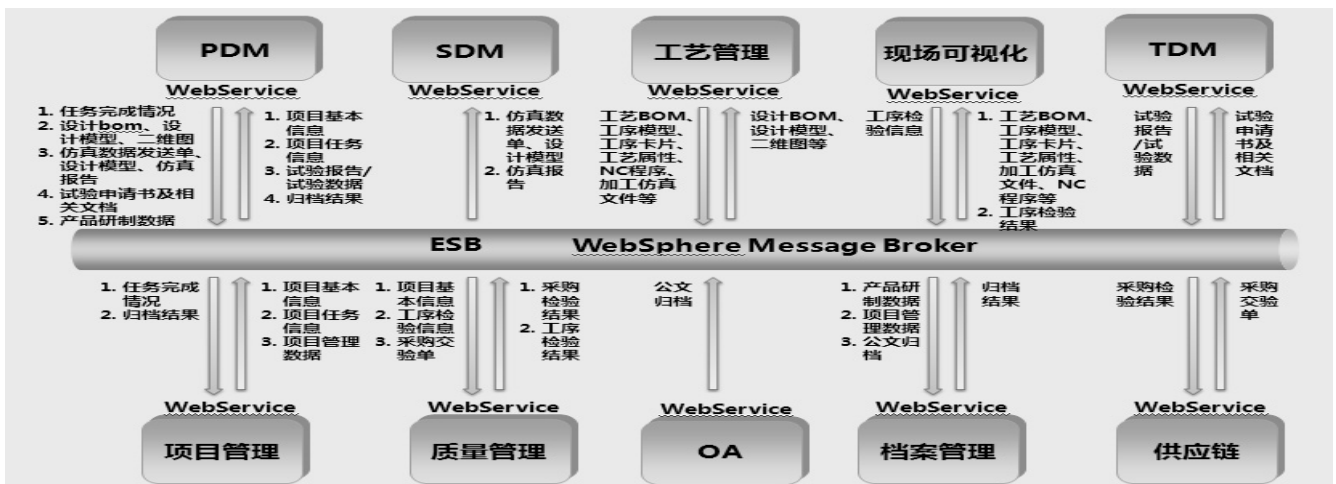 PDM
SDM
工艺管理
现场可视化
TDM
WebService
WebService
WebService
WebService
WebService
1. 任务完成情况
2. 设计bom、设
计模型、二维图
3. 仿真数据发送单、
设计模型、仿真
报告
4. 试验申请书及相
关文档
5. 产品研制数据
1. 项目基本
信息
2. 项目任务
信息
3. 试验报告/
试验数据
4. 归档结果
1. 仿真数
据发送
单、设
计模型
2. 仿真报
告
工艺BOM、
工序模型、
工序卡片、
工艺属性、
NC程序、
加工仿真
文件等
设计BOM、
设计模型、
二维图等
工序检
验信息
1. 工艺BOM、
工序模型、
工序卡片、
工艺属性、
加工仿真
文件、NC
程序等
2. 工序检验
结果
试验
报告
/试
验数
据
试验
申请
书及
相关
文档
ESB WebSphere Message Broker
1. 任务完成
情况
2. 归档结果
1. 项目基本
信息
2. 项目任务
信息
3. 项目管理
数据
1. 项目基
本信息
2. 工序检
验信息
3. 采购交
验单
1. 采购
检验
结果
2. 工序
检验
结果
公文
归档
1. 产品研
制数据
2. 项目管
理数据
3. 公文归
档
归档
结果
采购检
验结果
采购
交验
单
WebService
WebService
WebService
WebService
WebService
项目管理
质量管理
OA
档案管理
供应链